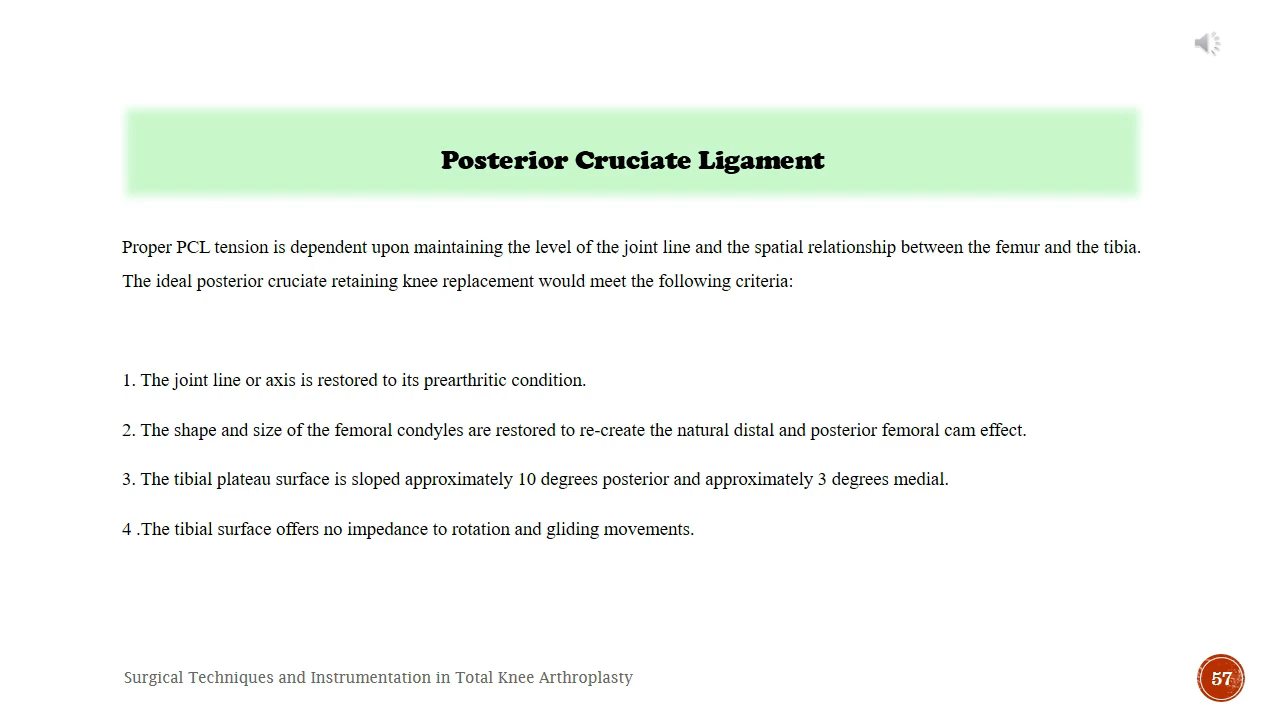 Posterior Cruciate Ligament
Proper PCL tension is dependent upon maintaining the level of the joint line and the spatial relationship between the femur and the tibia.
The ideal posterior cruciate retaining knee replacement would meet the following criteria:
1. The joint line or axis is restored to its prearthritic condition.
2. The shape and size of the femoral condyles are restored to re-create the natural distal and posterior femoral cam effect.
3. The tibial plateau surface is sloped approximately 10 degrees posterior and approximately 3 degrees medial.
4 .The tibial surface offers no impedance to rotation and gliding movements.
Surgical Techniques and Instrumentation in Total Knee Arthroplasty
57